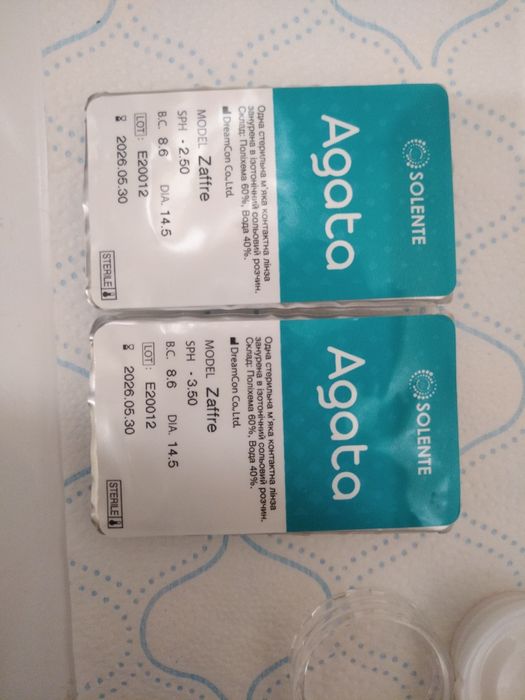 SOLENTE
Agata
Одна стерильна м'яка контактна лінза
занурена в ізотонічний сольовий розчин.
Склад: Поліхема 60%, Вода 40%.
DreamCon Co.,Ltd.
MODEL Zaffre
SPH - 2.50
B.C. 8.6 DIA. 14.5
LOT: E20012
2026.05.30
STERILE
SOLENTE
Agata
Одна стерильна м'яка контактна лінза
занурена в ізотонічний сольовий розчин.
Склад: Поліхема 60%, Вода 40%.
DreamCon Co.,Ltd.
MODEL Zaffre
SPH - 3.50
B.C. 8.6 DIA. 14.5
LOT: E20012
2026.05.30
STERILE